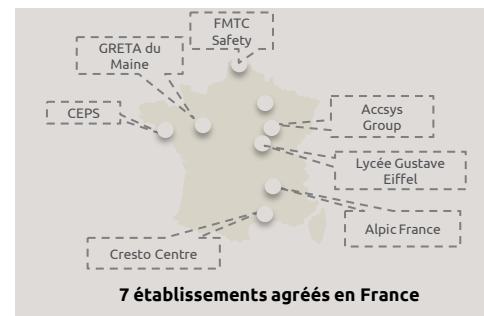 FMTC
Safety
GRETA du
Maine
CEPS
Accsys
Group
Lycée Gustave
Eiffel
Alpic France
Cresto Centre
7 établissements agréés en France